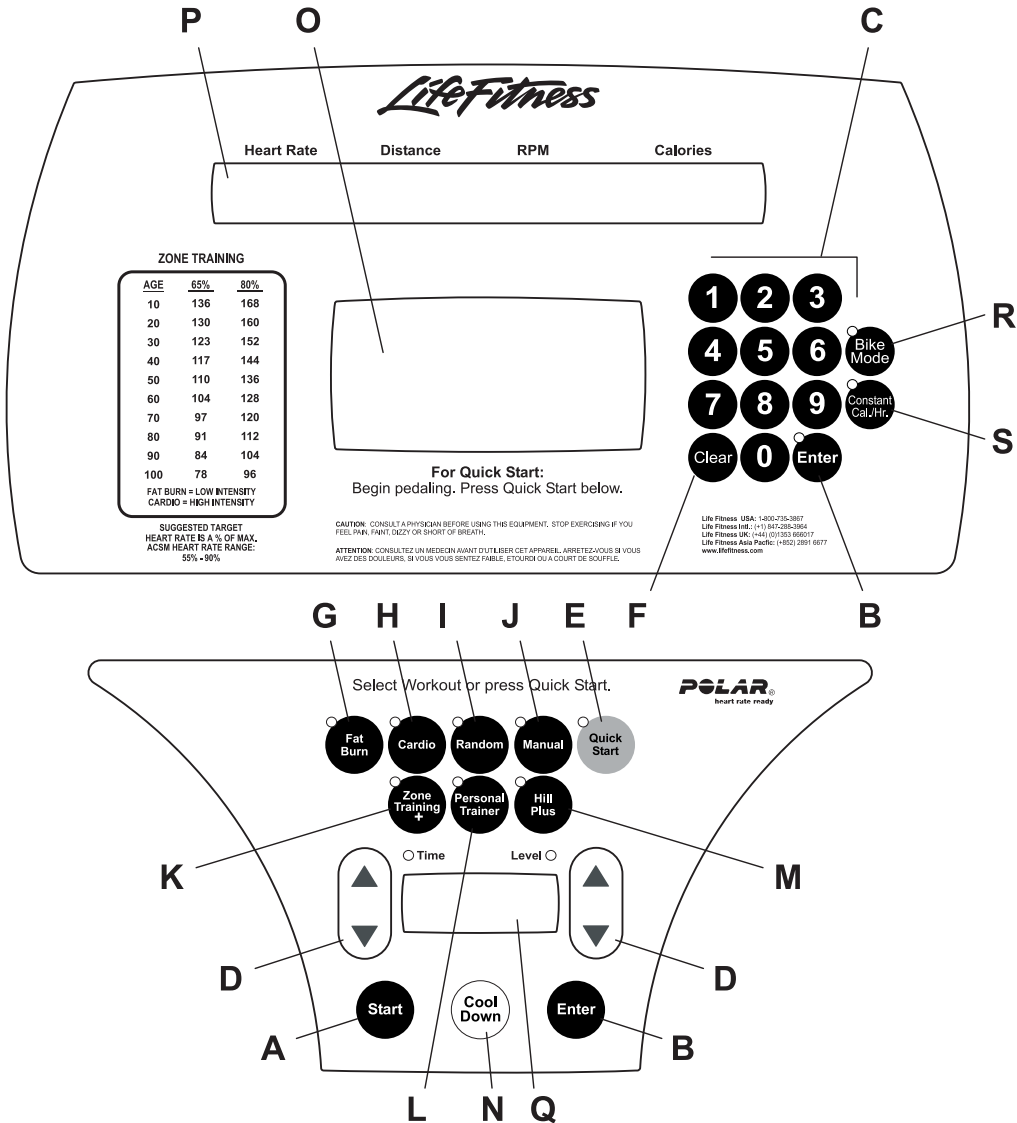 P O C
LifeFitness
Heart Rate Distance RPM Calories
ZONE TRAINING
AGE 65% 80%
10 136 168
20 130 160
30 123 152
40 117 144
50 110 136
60 104 128
70 97 120
80 91 112
90 84 104
100 78 96
FAT BURN = LOW INTENSITY
CARDIO = HIGH INTENSITY
SUGGESTED TARGET
HEART RATE IS A % OF MAX.
ACSM HEART RATE RANGE:
55% - 90%
For Quick Start:
Begin pedaling. Press Quick Start below.
CAUTION: CONSULT A PHYSICIAN BEFORE USING THIS EQUIPMENT. STOP EXERCISING IF YOU
FEEL PAIN, FAINT, DIZZY OR SHORT OF BREATH.
ATTENTION: CONSULTEZ UN MEDECIN AVANT D'UTILISER CET APPAREIL. ARRETEZ-VOUS SI VOUS
AVEZ DES DOULEURS, SI VOUS VOUS SENTEZ FAIBLE, ETOURDI OU A COURT DE SOUFFLE.
1 2 3
4 5 6 Bike
Mode
R
7 8 9 Constant
Cal./Hr.
S
Clear 0 Enter
Life Fitness USA: 1-800-735-3867
Life Fitness Intl.: (+1) 847-288-3964
Life Fitness UK: (+44) (0)1353 666017
Life Fitness Asia Pacific: (+852) 2891 6677
www.lifefitness.com
G H I J E F B
Select Workout or press Quick Start.
POLAR®
heart rate ready
Fat
Burn
Cardio
Random
Manual
Quick
Start
Zone
Training
+
Personal
Trainer
Hill
Plus
K M
Time Level
D D
Start
Cool
Down
Enter
A B
L N Q